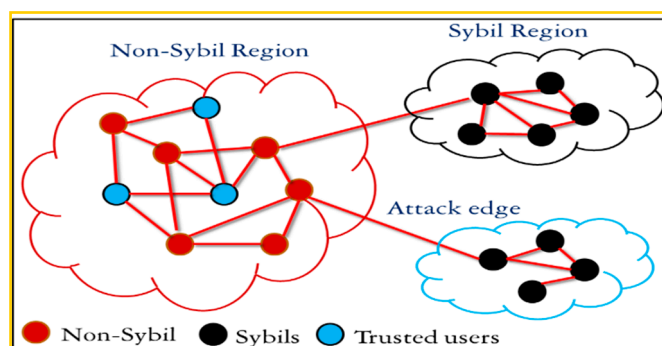 Non-Sybil Region
Sybil Region
Attack edge
Non-Sybil
Sybils
Trusted users